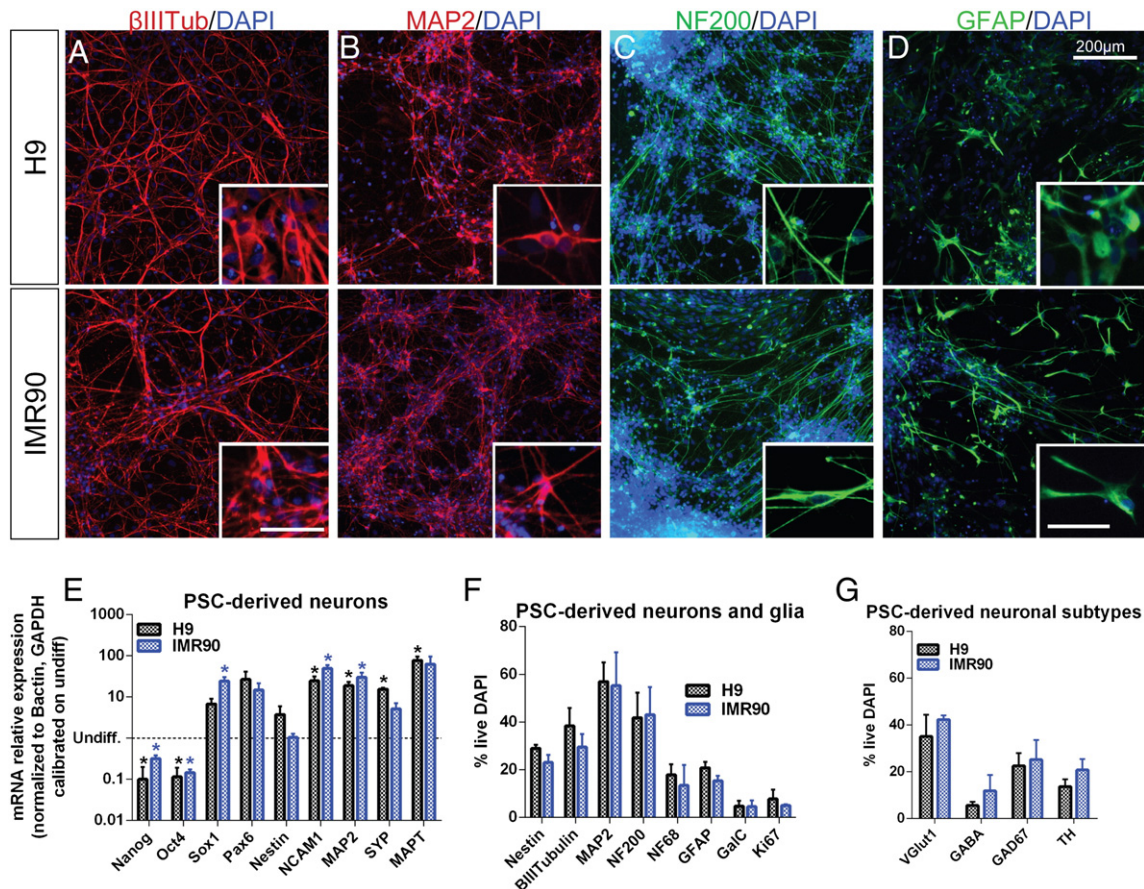 βIIITub/DAPI MAP2/DAPI NF200/DAPI GFAP/DAPI
A B C D
200µm
H9
IMR90
E
PSC-derived neurons
mRNA relative expression
(normalized to Bactin, GAPDH
calibrated on undiff)
1000
100
10
Undiff.
0.1
0.01
H9
IMR90
* * * * * * * * * * *
Nanog Oct4 Sox1 Pax6 Nestin NCAM1 MAP2 SYP MAPT
F
PSC-derived neurons and glia
% live DAPI
80
60
40
20
0
H9
IMR90
Nestin BIIITubulin MAP2 NF200 NF68 GFAP GalC Ki67
G
PSC-derived neuronal subtypes
% live DAPI
80
60
40
20
0
H9
IMR90
VGlut1 GABA GAD67 TH